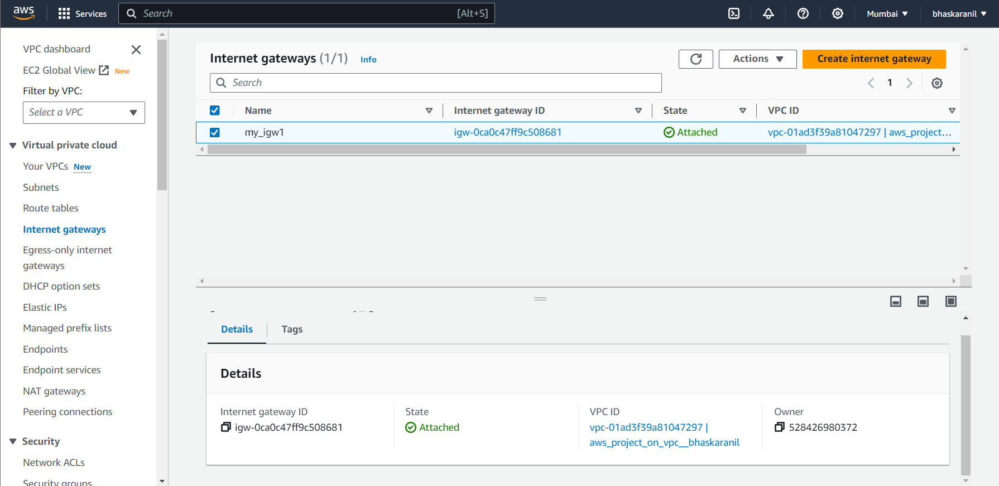 aws
Services
Search
[Alt+S]
Mumbai
bhaskaranil
VPC dashboard
EC2 Global View New
Filter by VPC:
Select a VPC
Virtual private cloud
Your VPCs New
Subnets
Route tables
Internet gateways
Egress-only internet
gateways
DHCP option sets
Elastic IPs
Managed prefix lists
Endpoints
Endpoint services
NAT gateways
Peering connections
Security
Network ACLs
Security groups
Internet gateways (1/1) Info
Actions
Create internet gateway
Search
1
Name Internet gateway ID State VPC ID
my_igw1 igw-0ca0c47ff9c508681 Attached vpc-01ad3f39a81047297 | aws_project...
Details Tags
Details
Internet gateway ID
igw-0ca0c47ff9c508681
State
Attached
VPC ID
vpc-01ad3f39a81047297 |
aws_project_on_vpc__bhaskaranil
Owner
528426980372